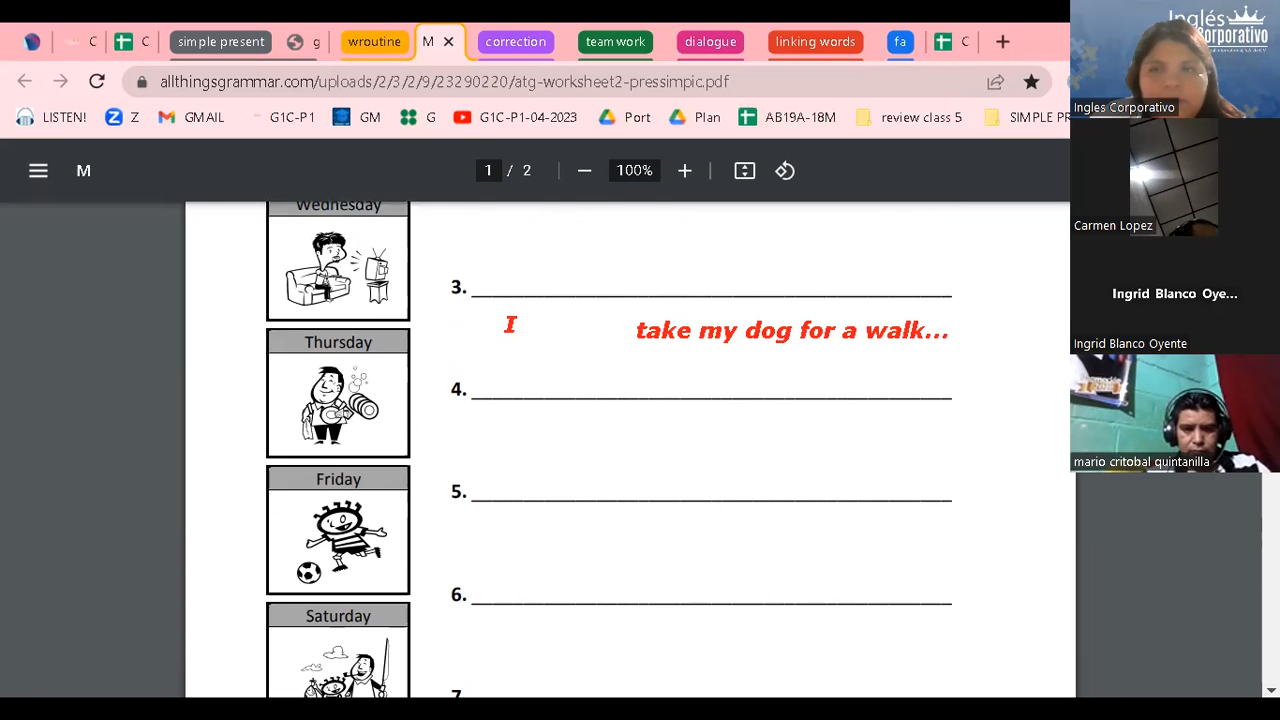 C
C
simple present
g
wroutine
M
correction
team work
dialogue
linking words
fa
C
allthingsgrammar.com/uploads/2/3/2/9/23290220/atg-worksheet2-pressimpic.pdf
LISTEN!
Z
GMAIL
G1C-P1
GM
G
G1C-P1-04-2023
Port
Plan
AB19A-18M
review class 5
SIMPLE PR
M
1 / 2
100%
Wednesday
3.
I take my dog for a walk...
Thursday
4.
Friday
5.
6.
Saturday
7.
Inglés
Corporativo
Ingles Corporativo
Carmen Lopez
Ingrid Blanco Oye...
Ingrid Blanco Oyente
mario critobal quintanilla